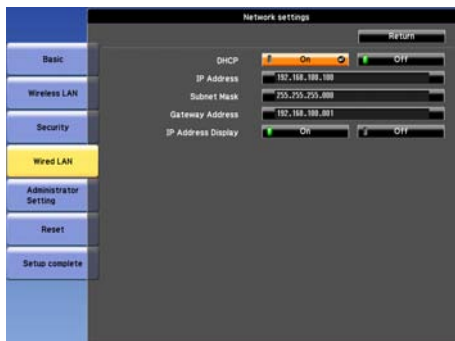 Network settings
Return
Basic
DHCP On Off
IP Address 192.168.100.100
Wireless LAN
Subnet Mask 255.255.255.000
Gateway Address 192.168.100.001
Security
IP Address Display On Off
Wired LAN
Administrator
Setting
Reset
Setup complete